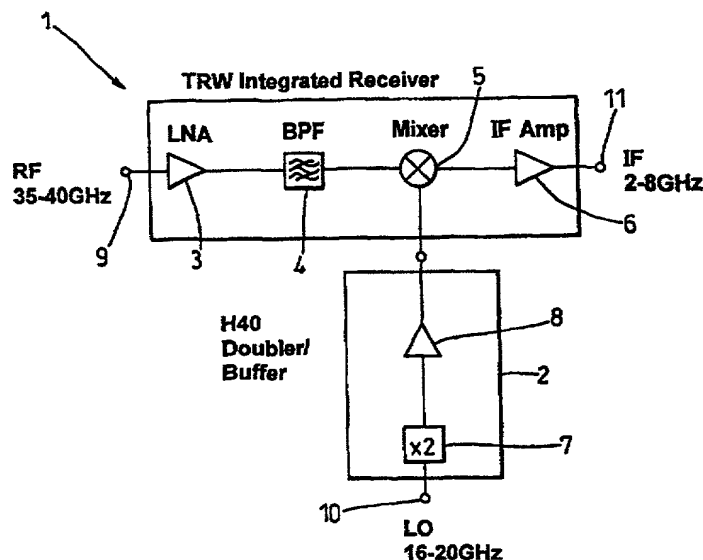 1
TRW Integrated Receiver
5
11
LNA
BPF
Mixer
IF Amp
RF
35-40GHz
IF
2-8GHz
9
3
4
6
H40
Doubler/
Buffer
8
2
x2
7
10
LO
16-20GHz